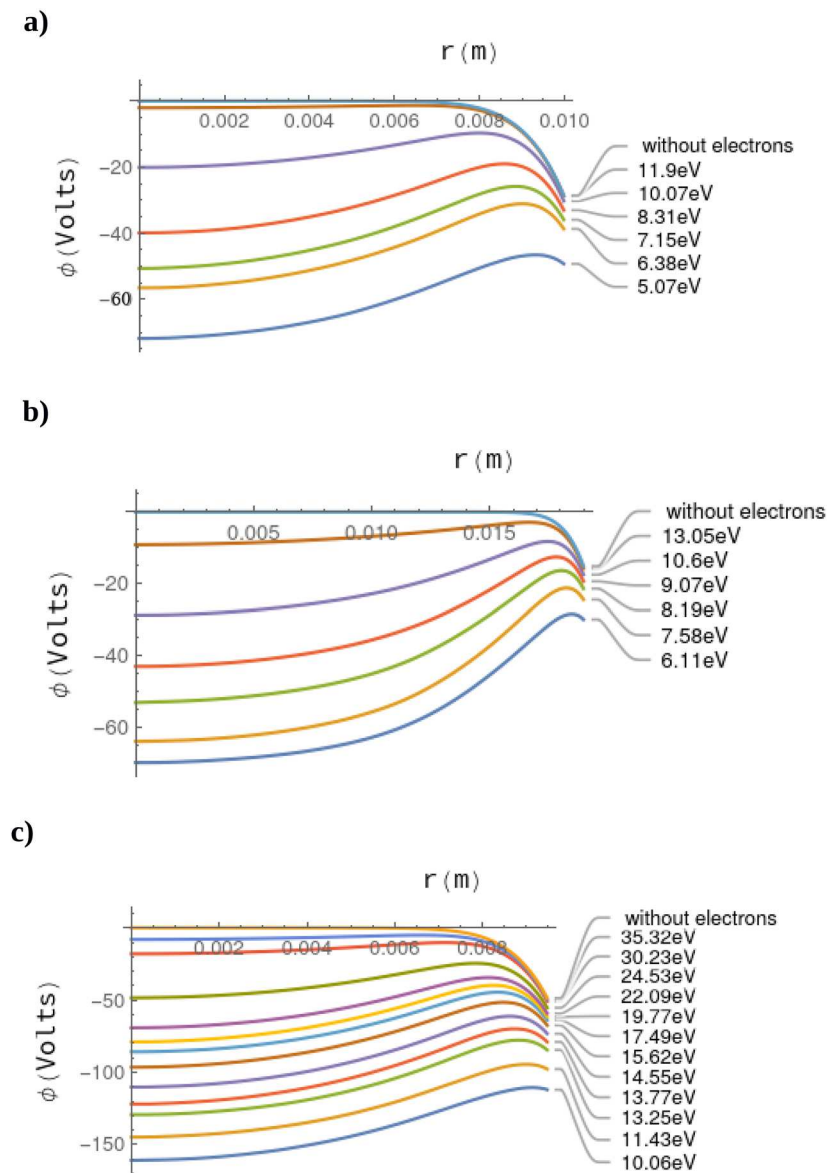 a)
r (m)
0.002 0.004 0.006 0.008 0.010
−20
−40
−60
ϕ (Volts)
without electrons
11.9eV
10.07eV
8.31eV
7.15eV
6.38eV
5.07eV
b)
r (m)
0.005 0.010 0.015
−20
−40
−60
ϕ (Volts)
without electrons
13.05eV
10.6eV
9.07eV
8.19eV
7.58eV
6.11eV
c)
r (m)
0.002 0.004 0.006 0.008
−50
−100
−150
ϕ (Volts)
without electrons
35.32eV
30.23eV
24.53eV
22.09eV
19.77eV
17.49eV
15.62eV
14.55eV
13.77eV
13.25eV
11.43eV
10.06eV